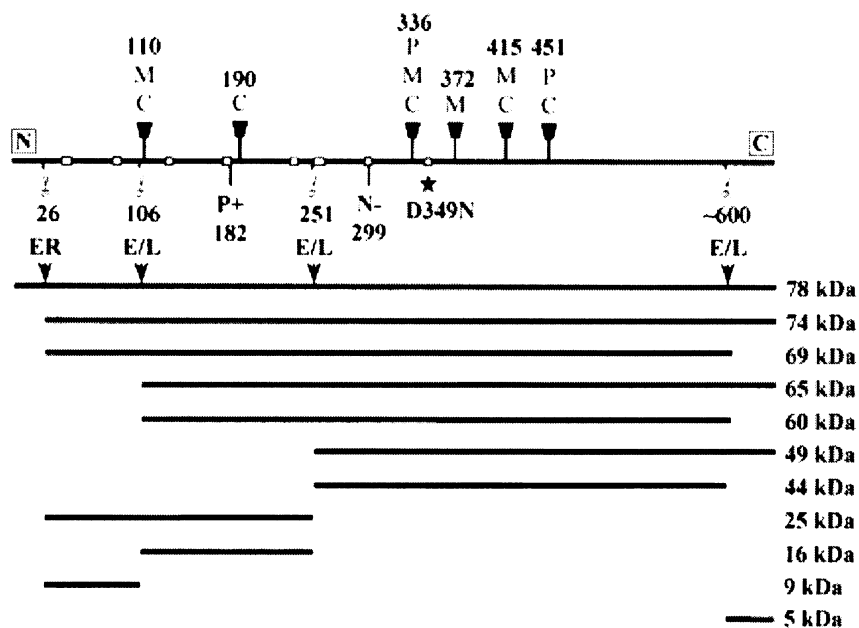 336
110 P 415 451
M 190 M 372 M P
C C C M C C
N C
26 106 P+ 251 N- D349N ~600
ER E/L 182 E/L 299 E/L
78 kDa
74 kDa
69 kDa
65 kDa
60 kDa
49 kDa
44 kDa
25 kDa
16 kDa
9 kDa
5 kDa